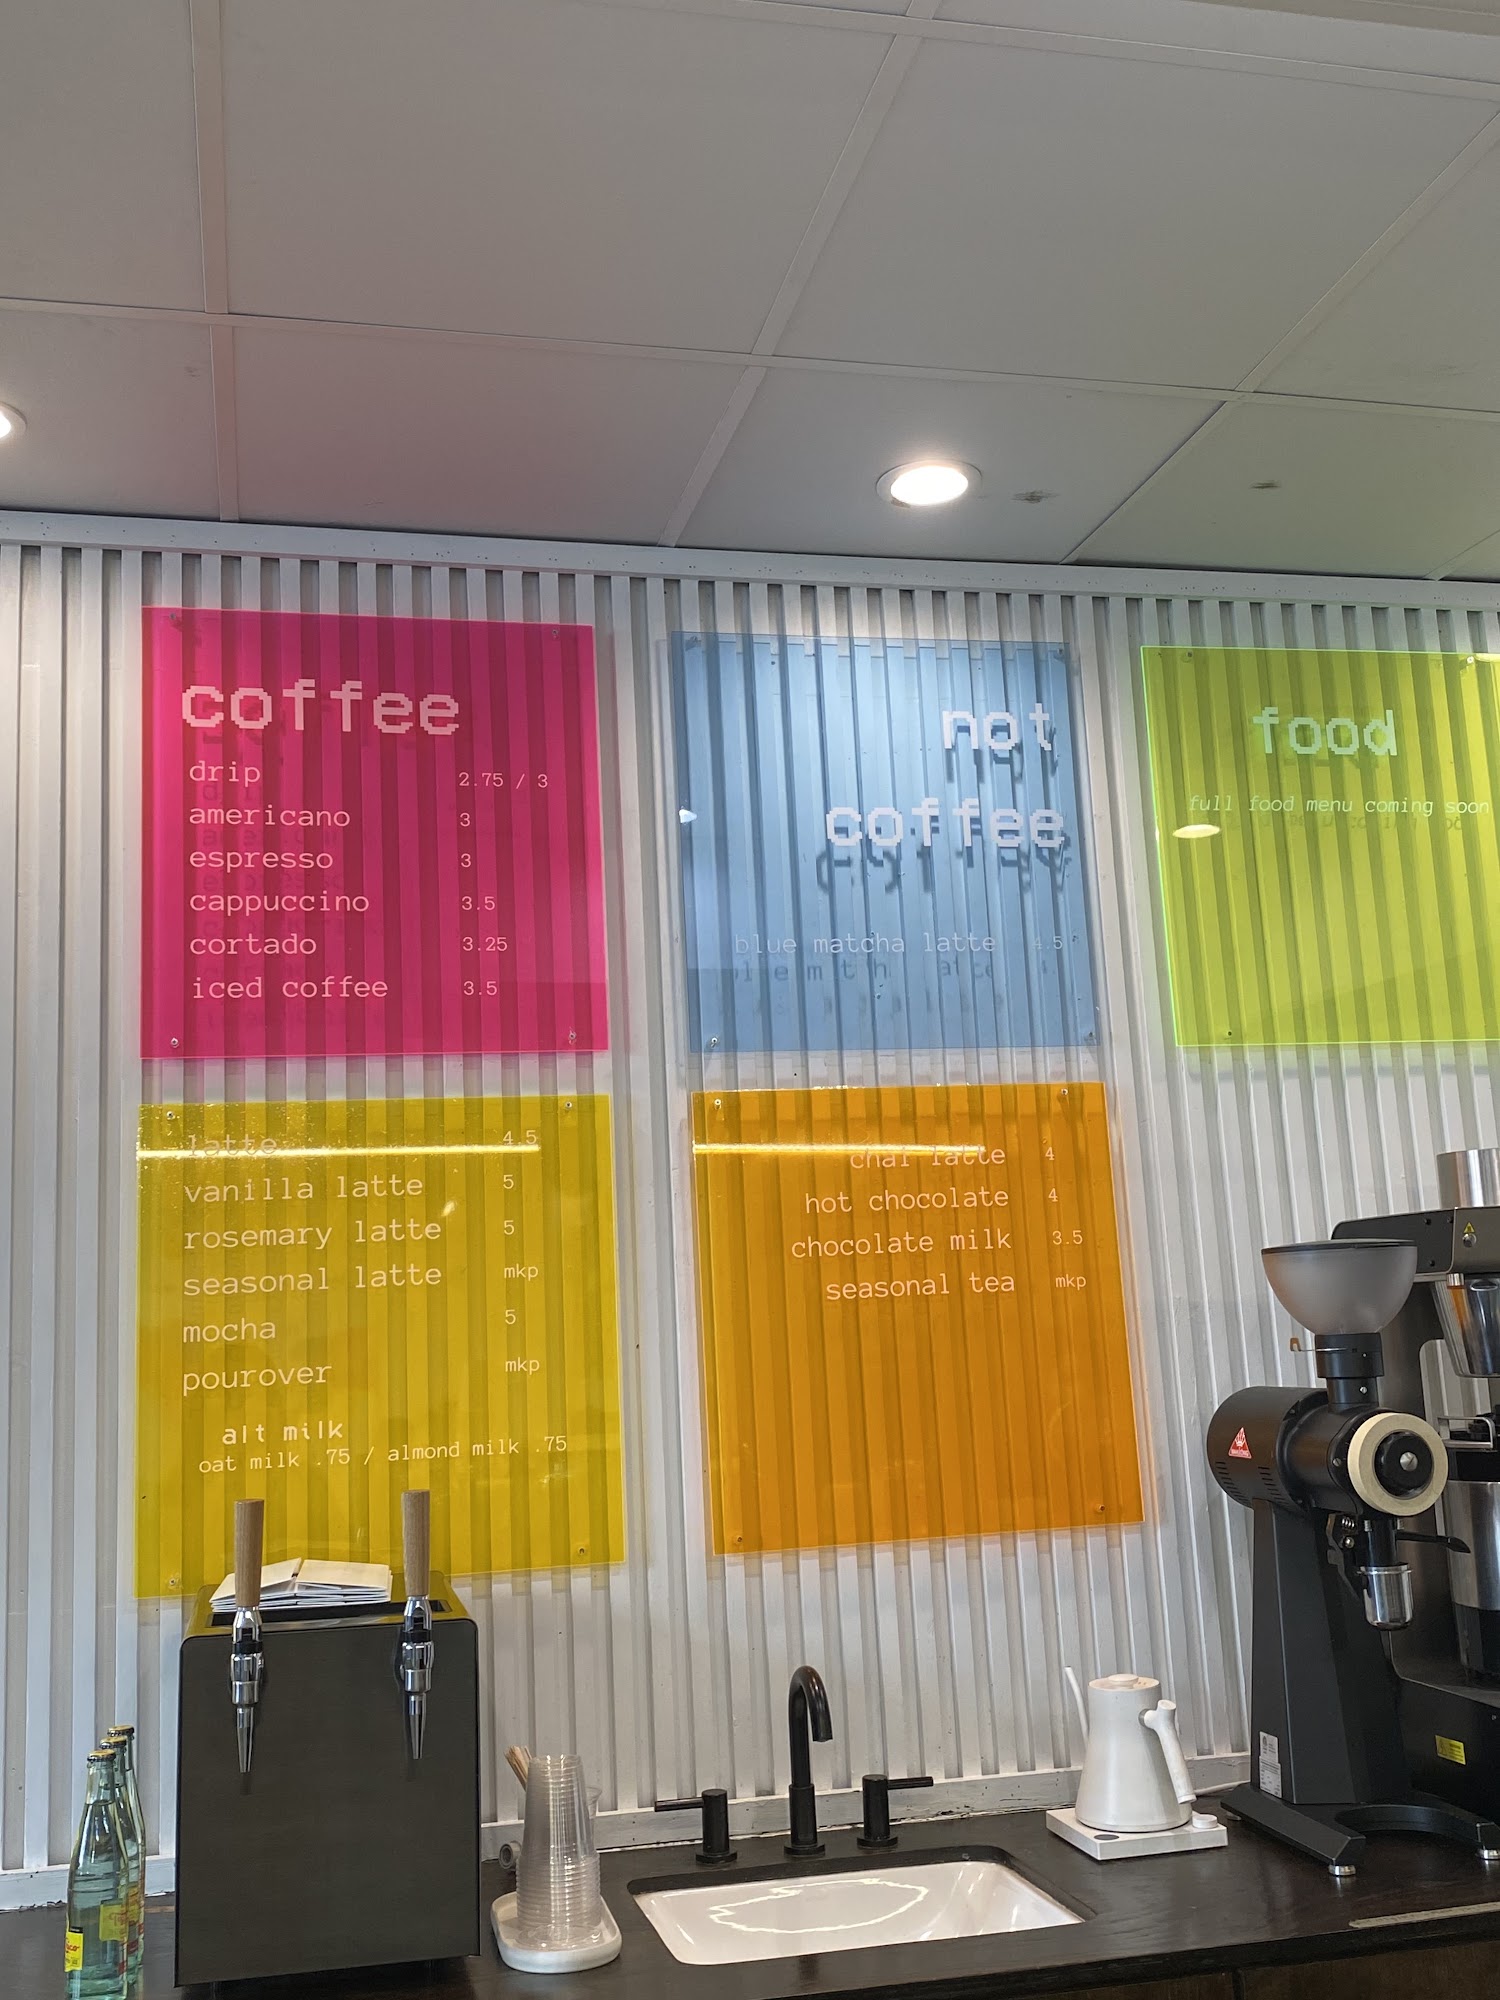 coffee
drip 2.75 / 3
americano 3
espresso 3
cappuccino 3.5
cortado 3.25
iced coffee 3.5
latte 4.5
vanilla latte 5
rosemary latte 5
seasonal latte mkp
mocha 5
pourover mkp
alt milk
oat milk .75 / almond milk .75
not
coffee
blue matcha latte 4.5
chai latte 4
hot chocolate 4
chocolate milk 3.5
seasonal tea mkp
food
full food menu coming soon